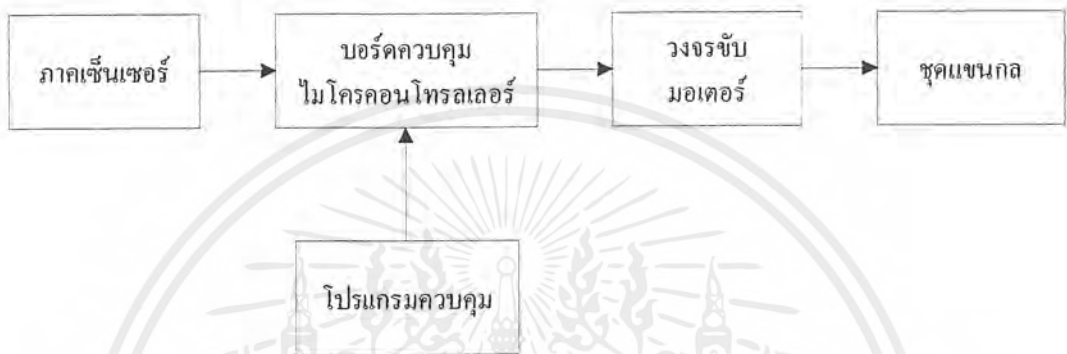 ภาคเซ็นเซอร์
บอร์ดควบคุม
ไมโครคอนโทรลเลอร์
วงจรขับ
มอเตอร์
ชุดแขนกล
โปรแกรมควบคุม